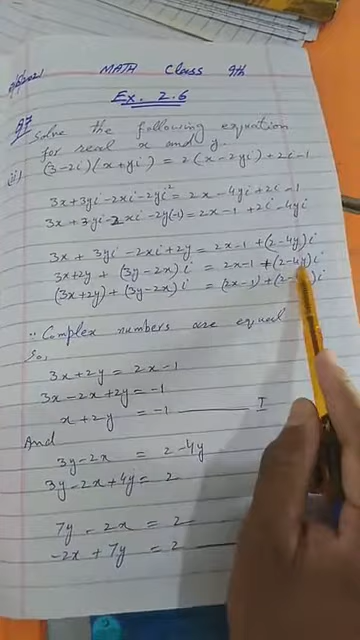 MATH Class 9th
Ex. 2.6
Q7 Solve the following equation
for real x and y.
(3-2i)(x+yi) = 2(x-2yi)+2i-1
3x+3yi-2xi-2yi² = 2x-4yi+2i-1
3x+3yi-2xi-2y(-1)=2x-1+2i-4yi
3x+3yi-2xi+2y=2x-1+(2-4y)i
3x+2y+(3y-2x)i = 2x-1+(2-4y)i
(3x+2y)+(3y-2x)i = (2x-1)+(2-
∵ Complex numbers are equal
So,
3x+2y=2x-1
3x-2x+2y=-1
x+2y =-1 I
And
3y-2x = 2-4y
3y-2x+4y= 2
7y-2x = 2
-2x+7y = 2